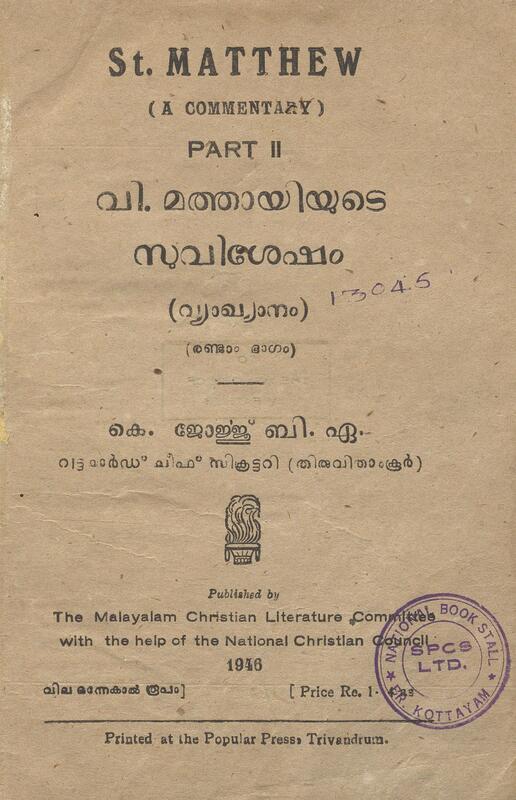 St. MATTHEW
(A COMMENTARY)
PART II
വി. മത്തായിയുടെ
സുവിശേഷം
13045
(വ്യാഖ്യാനം)
(രണ്ടാം ഭാഗം)
കെ. ജോർജ്ജ് ബി. ഏ.
റിട്ടയാർഡ് ചീഫ് സിക്രട്ടറി (തിരുവിതാംകൂർ)
Published by
The Malayalam Christian Literature Committee
with the help of the National Christian Council
1946
വില ഒന്നേകാൽ രൂപാ] [Price Re. 1-
NATIONAL BOOK STALL
SPCS
LTD.
KOTTAYAM
Printed at the Popular Press, Trivandrum.